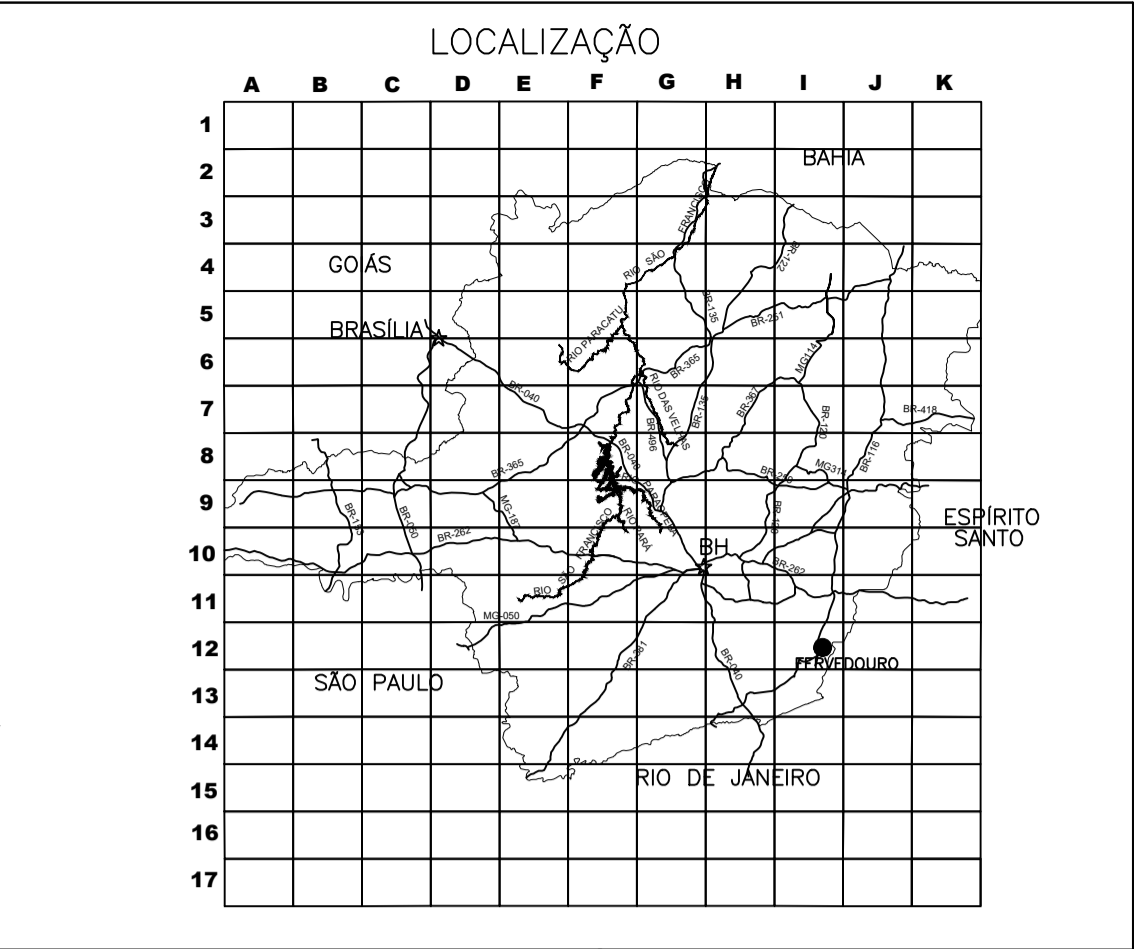 LOCALIZAÇÃO
A B C D E F G H I J K
1
BAHIA
2
FRANCISCO
3
GOIÁS
RIO SÃO
BR-122
4
BR-135
BRASÍLIA
RIO PARACATU
BR-251
5
BR-365
MG114
6
BR-040
RIO DAS VELHAS
BR-135
BR-367
BR-120
BR-418
7
BR 496
BR-040
BR-116
8
BR-365
MG314
BR-259
PARAOPEBA
9
BR-153
BR-050
MG-187
RIO PARÁ
ESPÍRITO
SANTO
BR-262
BH
10
RIO SÃO FRANCISCO
BR-262
11
MG-050
12
BR-381
BR-040
FERVEDOURO
SÃO PAULO
13
14
RIO DE JANEIRO
15
16
17